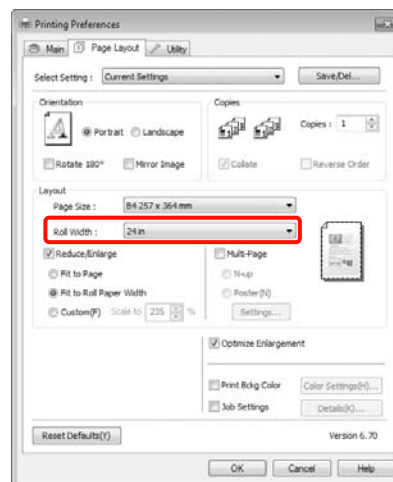 Printing Preferences
Main Page Layout Utility
Select Setting : Current Settings Save/Del...
Orientation Copies
Portrait Landscape Copies : 1
Rotate 180° Mirror Image Collate Reverse Order
Layout
Page Size : B4 257 x 364 mm
Roll Width : 24 in
Reduce/Enlarge Multi-Page
Fit to Page N-up
Fit to Roll Paper Width Poster(N)
Custom(F) Scale to 235 % Settings...
Optimize Enlargement
Print Bckg Color Color Settings(H)...
Job Settings Details(K)...
Reset Defaults(Y) Version 6.70
OK Cancel Help